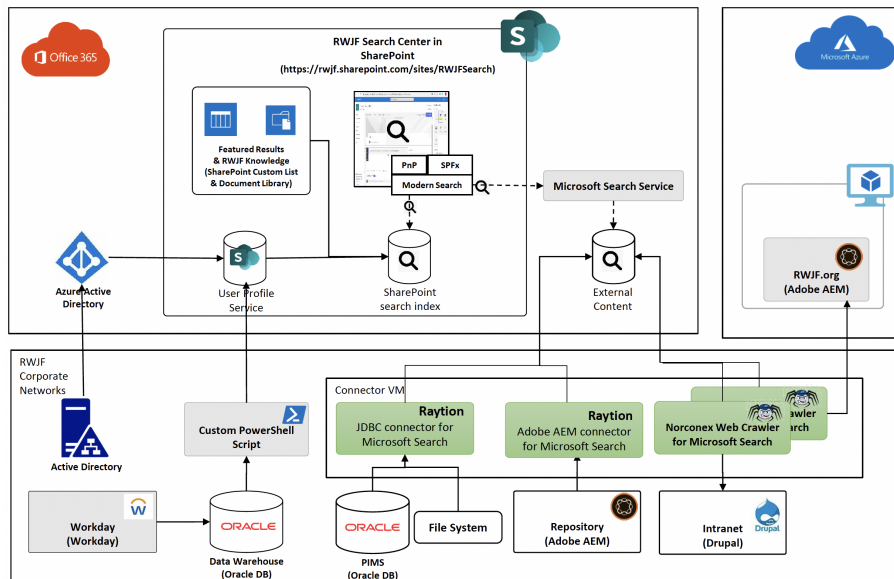 Office 365
RWJF Search Center in
SharePoint
(https://rwjf.sharepoint.com/sites/RWJFSearch)
S
Microsoft Azure
Featured Results
& RWJF Knowledge
(SharePoint Custom List
& Document Library)
PnP
SPFx
Modern Search
Microsoft Search Service
RWJF.org
(Adobe AEM)
Azure Active
Directory
S
User Profile
Service
SharePoint
search index
External
Content
RWJF
Corporate
Networks
Connector VM
Active Directory
Custom PowerShell
Script
Raytion
JDBC connector for
Microsoft Search
Raytion
Adobe AEM connector
for Microsoft Search
Norconex Web Crawler
for Microsoft Search
awler
arch
Workday
(Workday)
W
ORACLE
Data Warehouse
(Oracle DB)
ORACLE
PIMS
(Oracle DB)
File System
Repository
(Adobe AEM)
Intranet
(Drupal)
Drupal